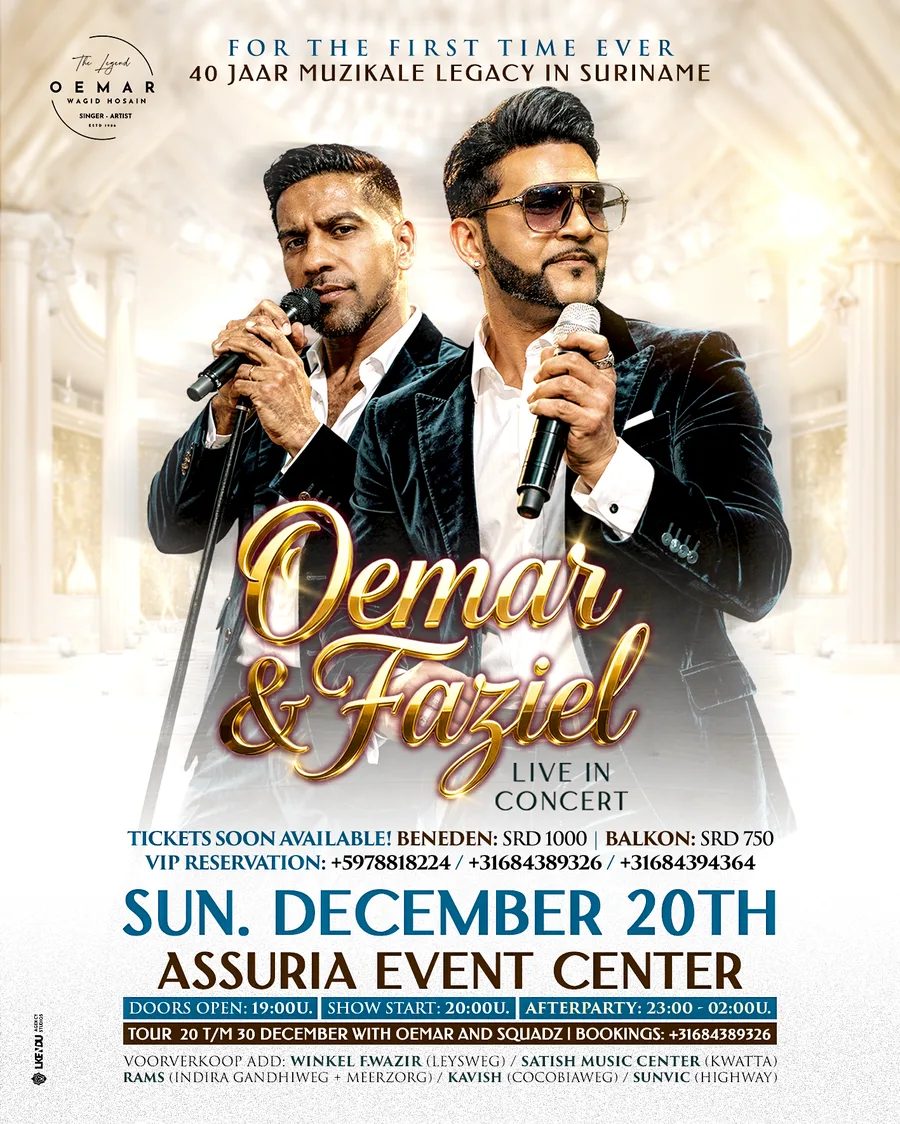 The Legend
OEMAR
WAGID HOSAIN
SINGER - ARTIST
ESTD 1986
FOR THE FIRST TIME EVER
40 JAAR MUZIKALE LEGACY IN SURINAME
Oemar
& Faziel
LIVE IN
CONCERT
TICKETS SOON AVAILABLE! BENEDEN: SRD 1000 | BALKON: SRD 750
VIP RESERVATION: +5978818224 / +31684389326 / +31684394364
SUN. DECEMBER 20TH
ASSURIA EVENT CENTER
DOORS OPEN: 19:00U. | SHOW START: 20:00U. | AFTERPARTY: 23:00 - 02:00U.
TOUR 20 T/M 30 DECEMBER WITH OEMAR AND SQUADZ | BOOKINGS: +31684389326
VOORVERKOOP ADD: WINKEL F.WAZIR (LEYSWEG) / SATISH MUSIC CENTER (KWATTA)
RAMS (INDIRA GANDHIWEG + MEERZORG) / KAVISH (COCOBIAWEG) / SUNVIC (HIGHWAY)